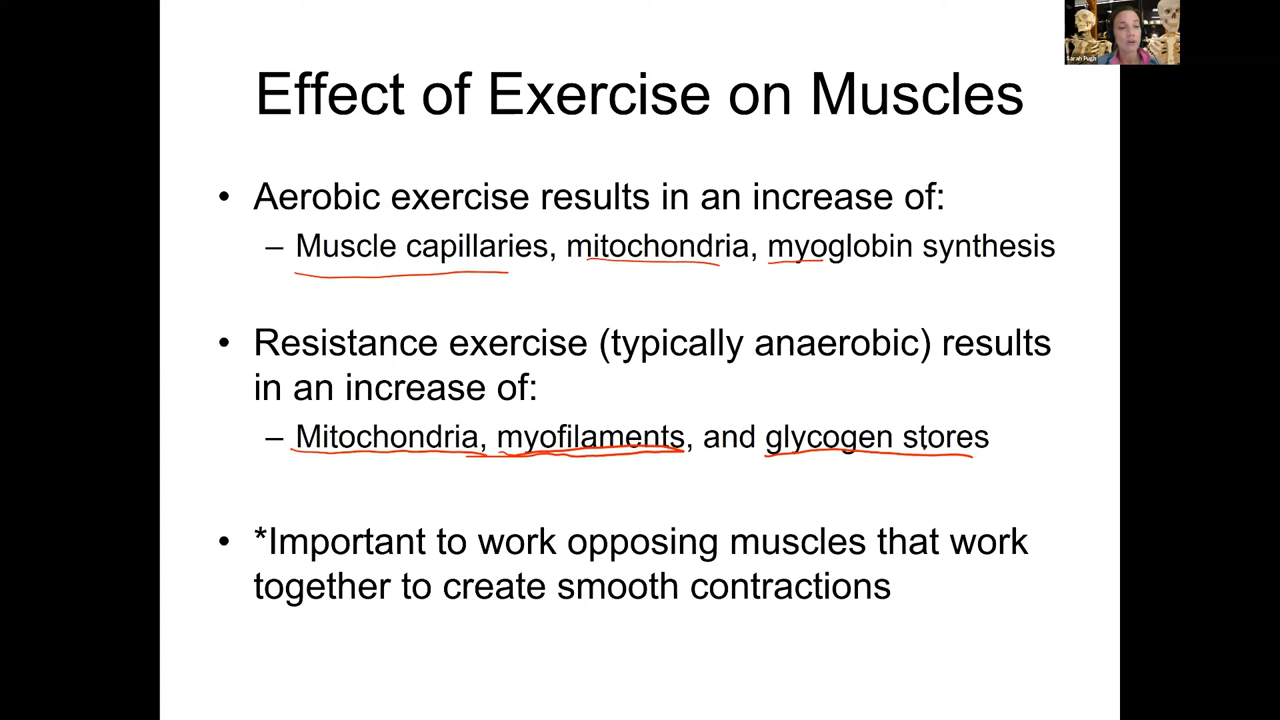 Sarah Pugh
Effect of Exercise on Muscles
• Aerobic exercise results in an increase of:
– Muscle capillaries, mitochondria, myoglobin synthesis
• Resistance exercise (typically anaerobic) results
in an increase of:
– Mitochondria, myofilaments, and glycogen stores
• *Important to work opposing muscles that work
together to create smooth contractions